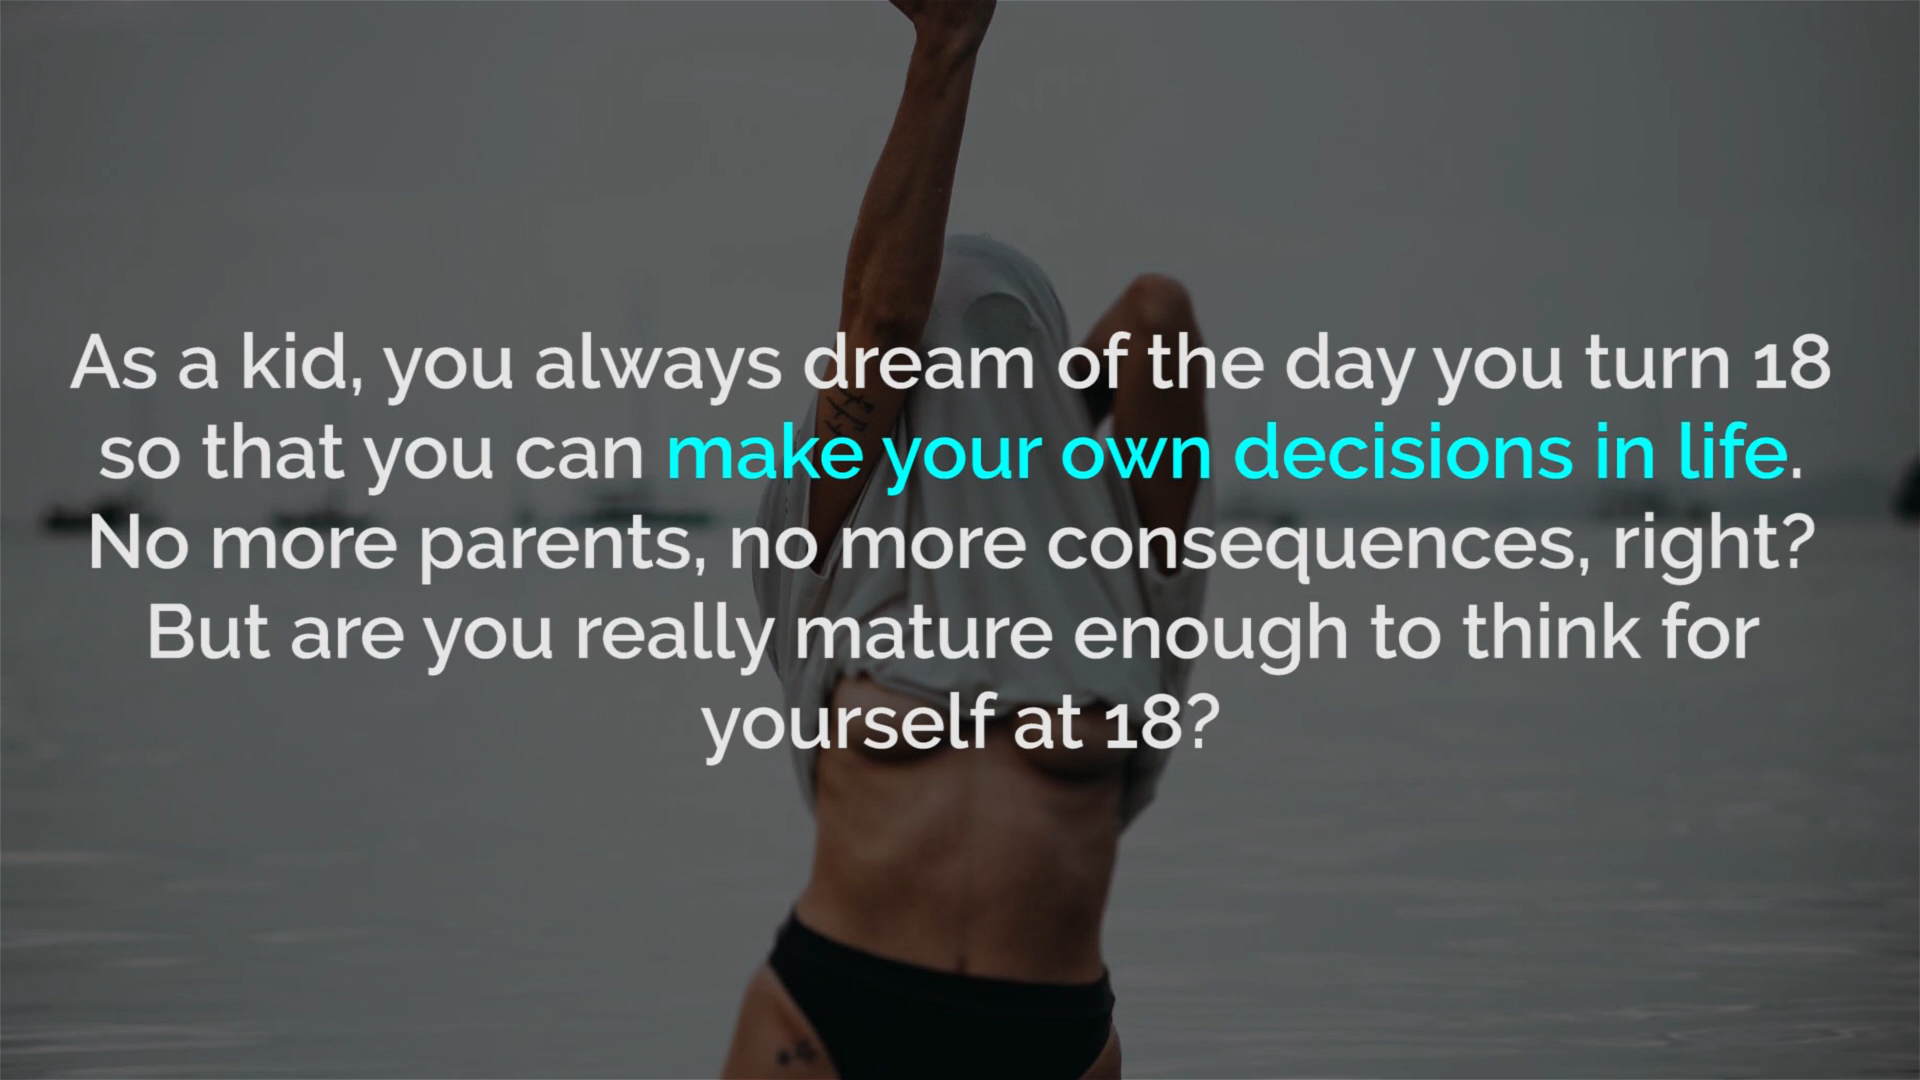 As a kid, you always dream of the day you turn 18
so that you can make your own decisions in life.
No more parents, no more consequences, right?
But are you really mature enough to think for
yourself at 18?